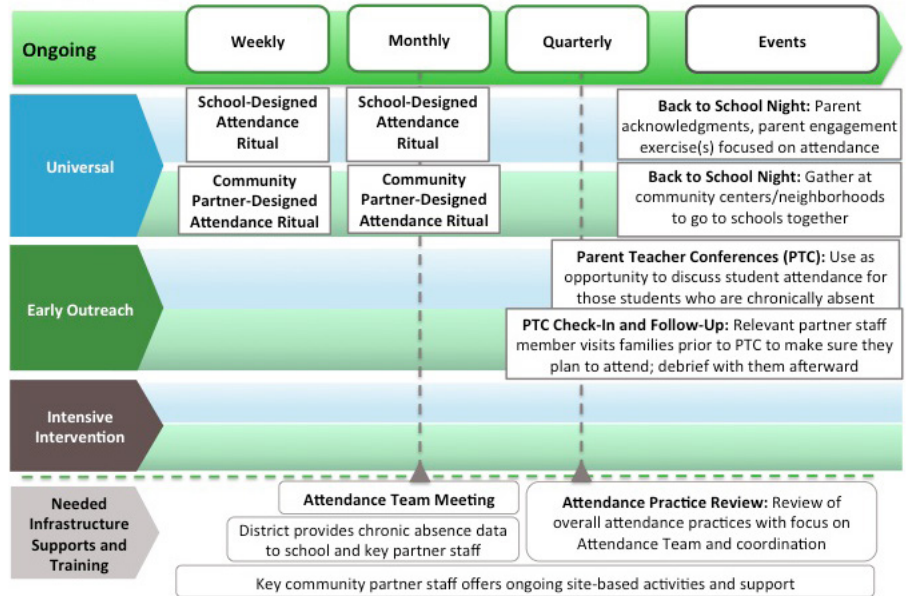 Ongoing
Weekly
Monthly
Quarterly
Events
Universal
School-Designed
Attendance
Ritual
School-Designed
Attendance
Ritual
Back to School Night: Parent
acknowledgments, parent engagement
exercise(s) focused on attendance
Community
Partner-Designed
Attendance Ritual
Community
Partner-Designed
Attendance Ritual
Back to School Night: Gather at
community centers/neighborhoods
to go to schools together
Early Outreach
Parent Teacher Conferences (PTC): Use as
opportunity to discuss student attendance for
those students who are chronically absent
PTC Check-In and Follow-Up: Relevant partner staff
member visits families prior to PTC to make sure they
plan to attend; debrief with them afterward
Intensive
Intervention
Needed
Infrastructure
Supports and
Training
Attendance Team Meeting
District provides chronic absence data
to school and key partner staff
Attendance Practice Review: Review of
overall attendance practices with focus on
Attendance Team and coordination
Key community partner staff offers ongoing site-based activities and support